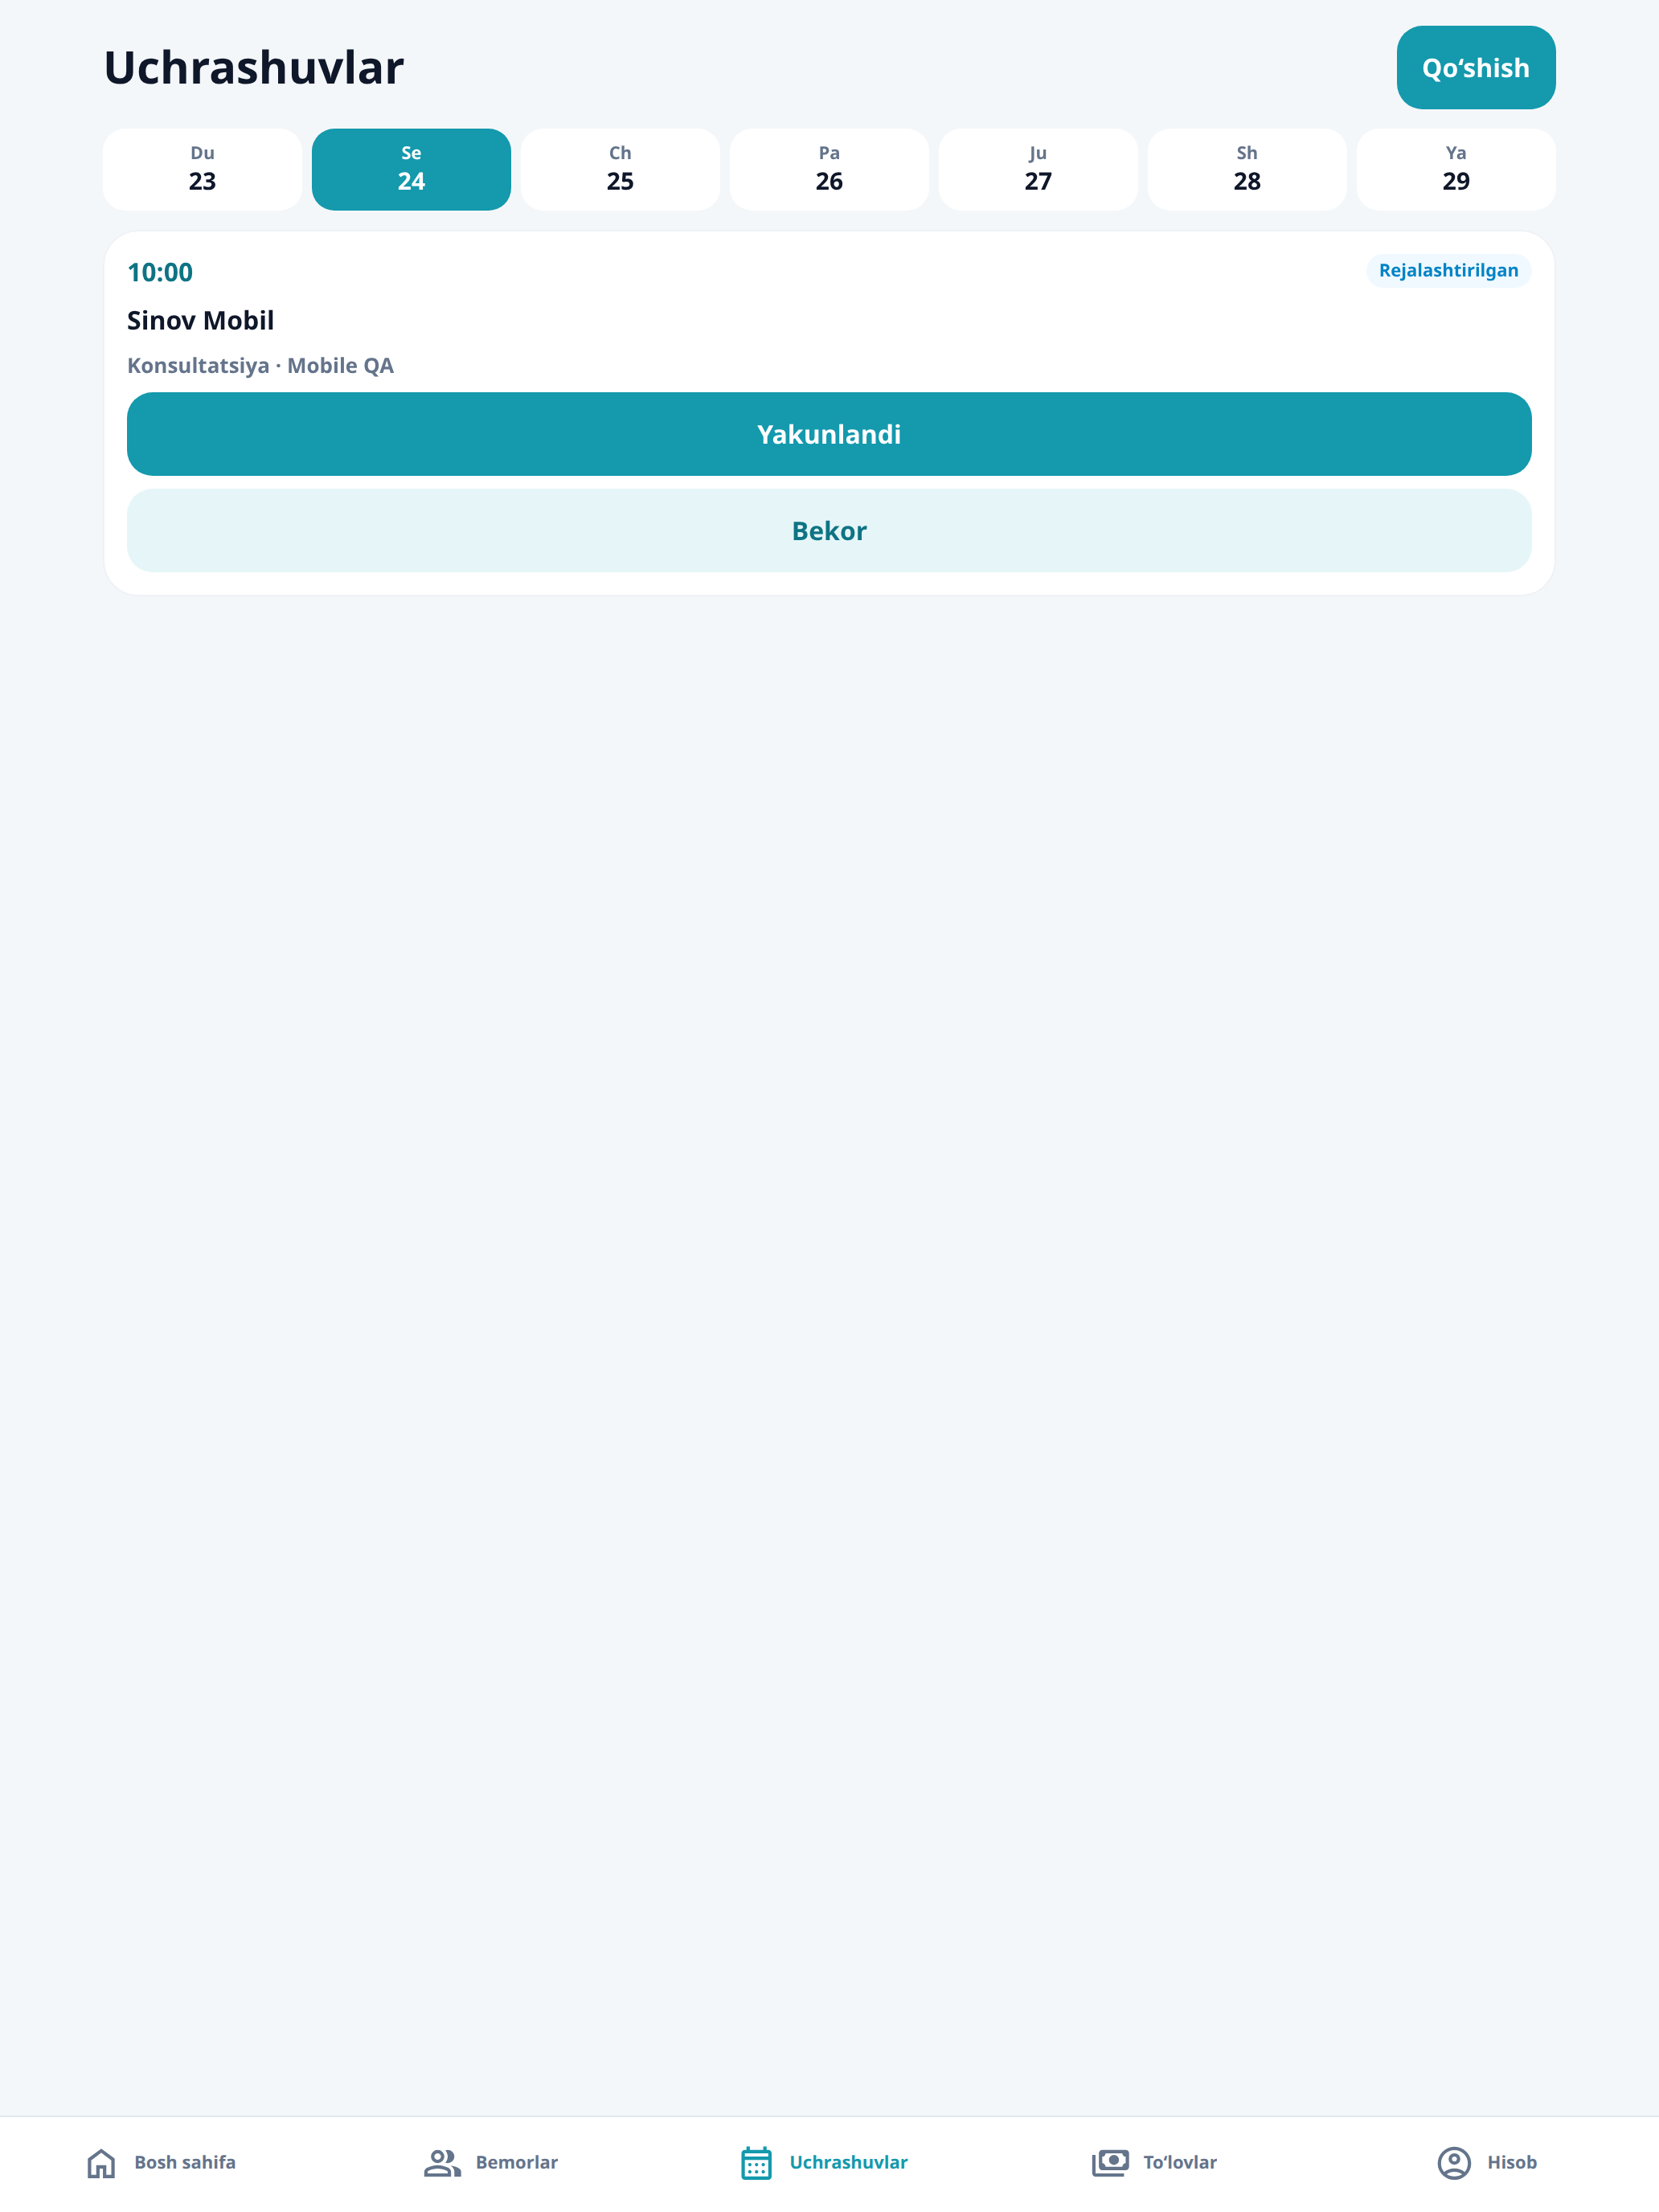 Uchrashuvlar
Qo‘shish
Du
23
Se
24
Ch
25
Pa
26
Ju
27
Sh
28
Ya
29
10:00
Rejalashtirilgan
Sinov Mobil
Konsultatsiya · Mobile QA
Yakunlandi
Bekor
Bosh sahifa
Bemorlar
Uchrashuvlar
To‘lovlar
Hisob